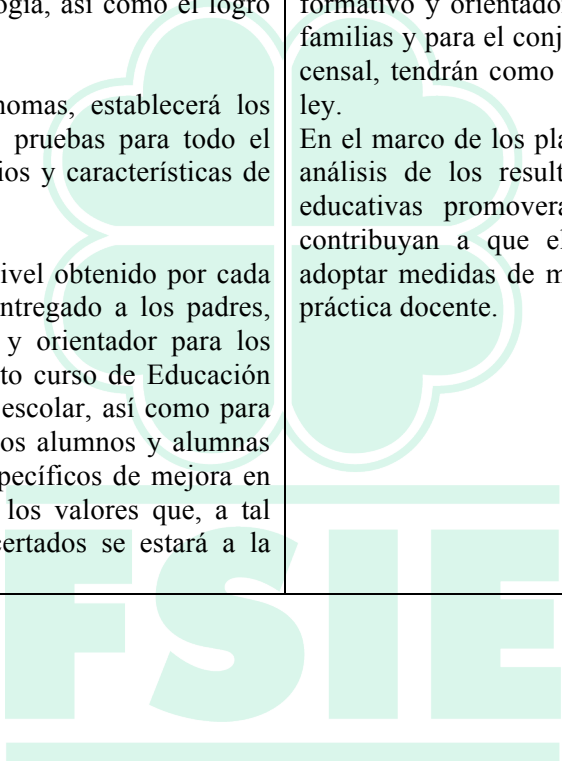 ogía, así como el logro
nomas, establecerá los
pruebas para todo el
ios y características de
ivel obtenido por cada
ntregado a los padres,
y orientador para los
to curso de Educación
escolar, así como para
os alumnos y alumnas
pecíficos de mejora en
los valores que, a tal
certados se estará a la
formativo y orientador
familias y para el conj
censal, tendrán como
ley.
En el marco de los pla
análisis de los result
educativas promoverá
contribuyan a que el
adoptar medidas de m
práctica docente.
FSIE